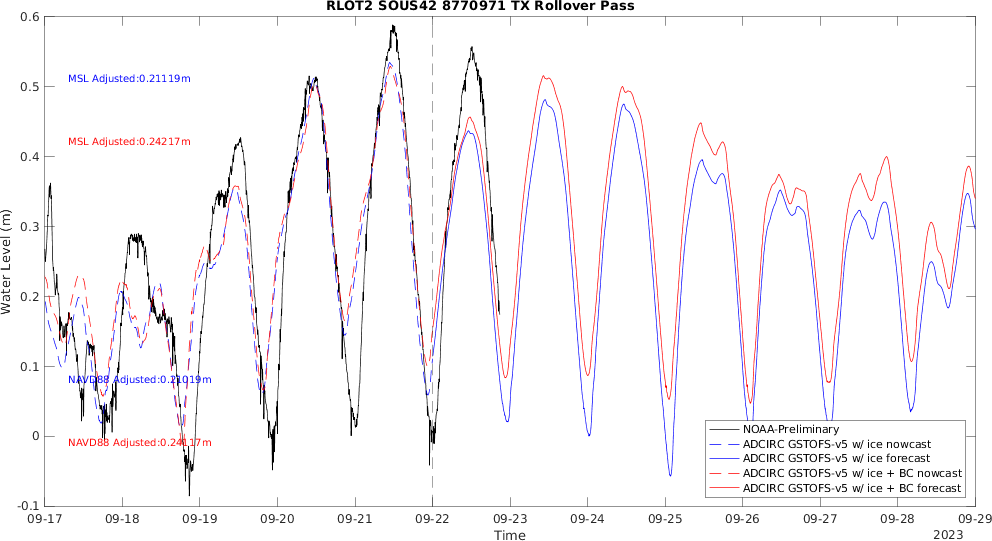 RLOT2 SOUS42 8770971 TX Rollover Pass
Water Level (m)
0.6
0.5
0.4
0.3
0.2
0.1
0
-0.1
MSL Adjusted:0.21119m
MSL Adjusted:0.24217m
NAVD88 Adjusted:0.21019m
NAVD88 Adjusted:0.24117m
NOAA-Preliminary
ADCIRC GSTOFS-v5 w/ ice nowcast
ADCIRC GSTOFS-v5 w/ ice forecast
ADCIRC GSTOFS-v5 w/ ice + BC nowcast
ADCIRC GSTOFS-v5 w/ ice + BC forecast
09-17 09-18 09-19 09-20 09-21 09-22 09-23 09-24 09-25 09-26 09-27 09-28 09-29
Time
2023